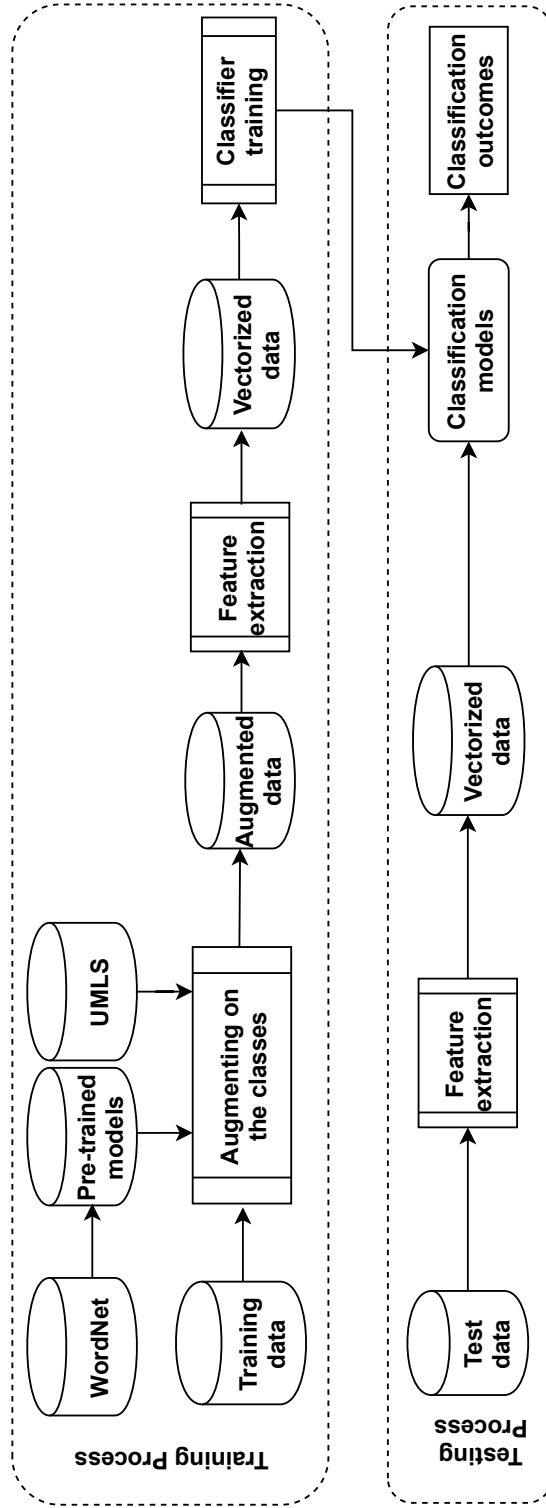 Training Process
WordNet
Pre-trained
models
UMLS
Training
data
Augmenting on
the classes
Augmented
data
Feature
extraction
Vectorized
data
Classifier
training
Testing
Process
Test
data
Feature
extraction
Vectorized
data
Classification
models
Classification
outcomes